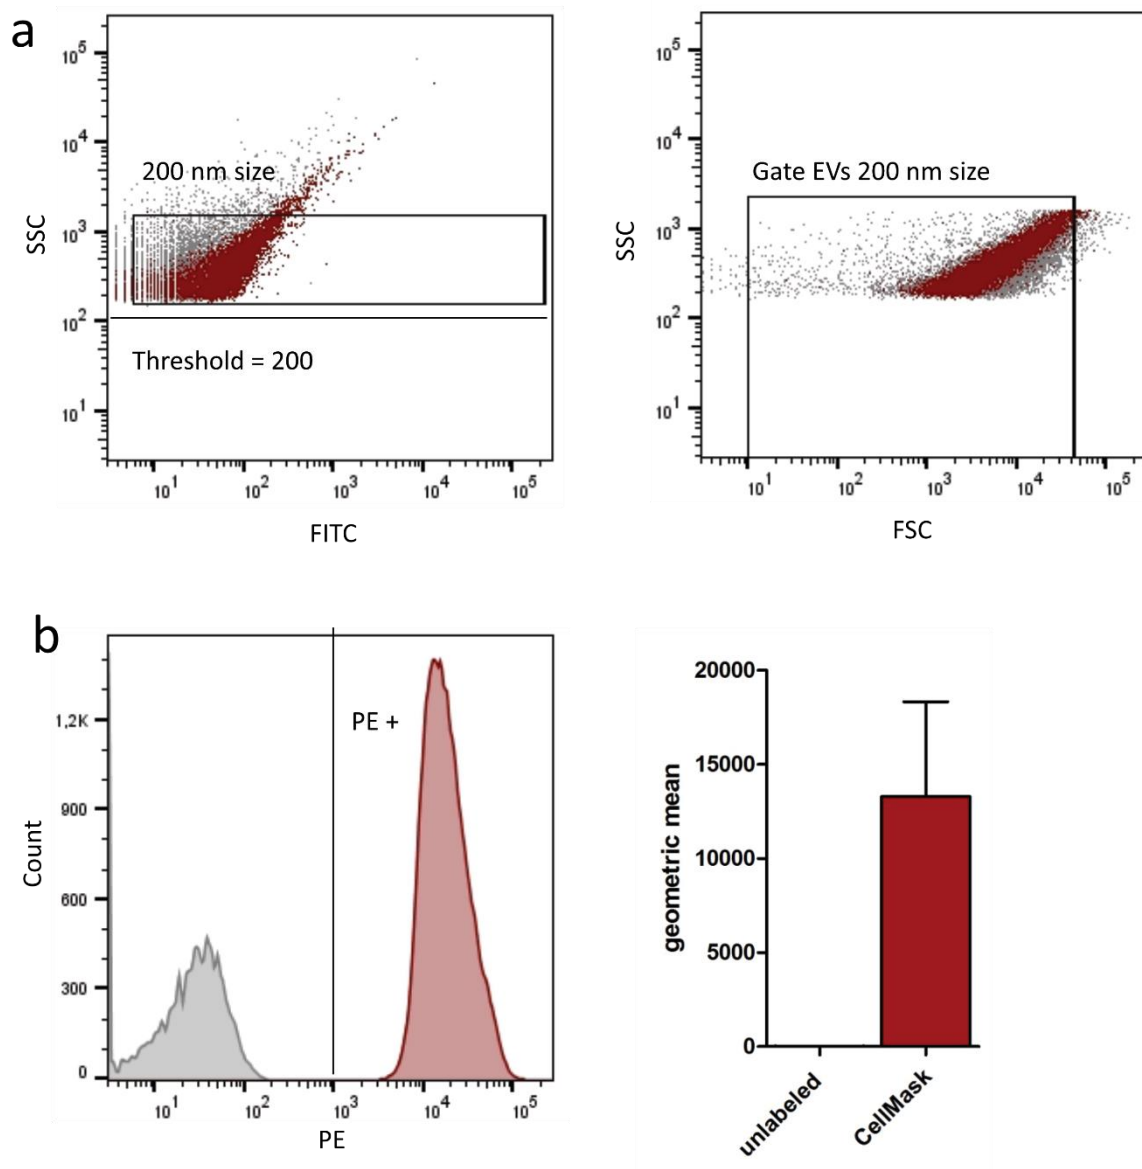 a
10^5
10^4
10^3
10^2
10^1
SSC
200 nm size
Threshold = 200
10^1 10^2 10^3 10^4 10^5
FITC
10^5
10^4
10^3
10^2
10^1
SSC
Gate EVs 200 nm size
10^1 10^2 10^3 10^4 10^5
FSC
b
1,2K
900
600
300
0
Count
PE +
10^1 10^2 10^3 10^4 10^5
PE
20000
15000
10000
5000
0
geometric mean
unlabeled
CellMask